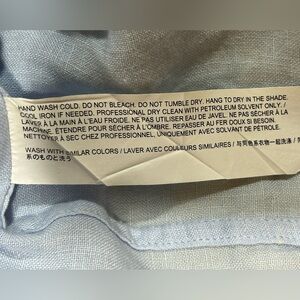 HAND WASH COLD. DO NOT BLEACH. DO NOT TUMBLE DRY. HANG TO DRY IN THE SHADE.
COOL IRON IF NEEDED. PROFESSIONAL DRY CLEAN WITH PETROLEUM SOLVENT ONLY. /
LAVER À LA MAIN À L'EAU FROIDE. NE PAS UTILISER EAU DE JAVEL. NE PAS SÉCHER À LA
MACHINE. ÉTENDRE POUR SÉCHER À L'OMBRE. REPASSER AU FER DOUX SI BESOIN.
NETTOYER À SEC CHEZ PROFESSIONNEL, UNIQUEMENT AVEC SOLVANT DE PÉTROLE.
WASH WITH SIMILAR COLORS / LAVER AVEC COULEURS SIMILAIRES / 与同色系衣物一起洗涤 /
系のものと洗う